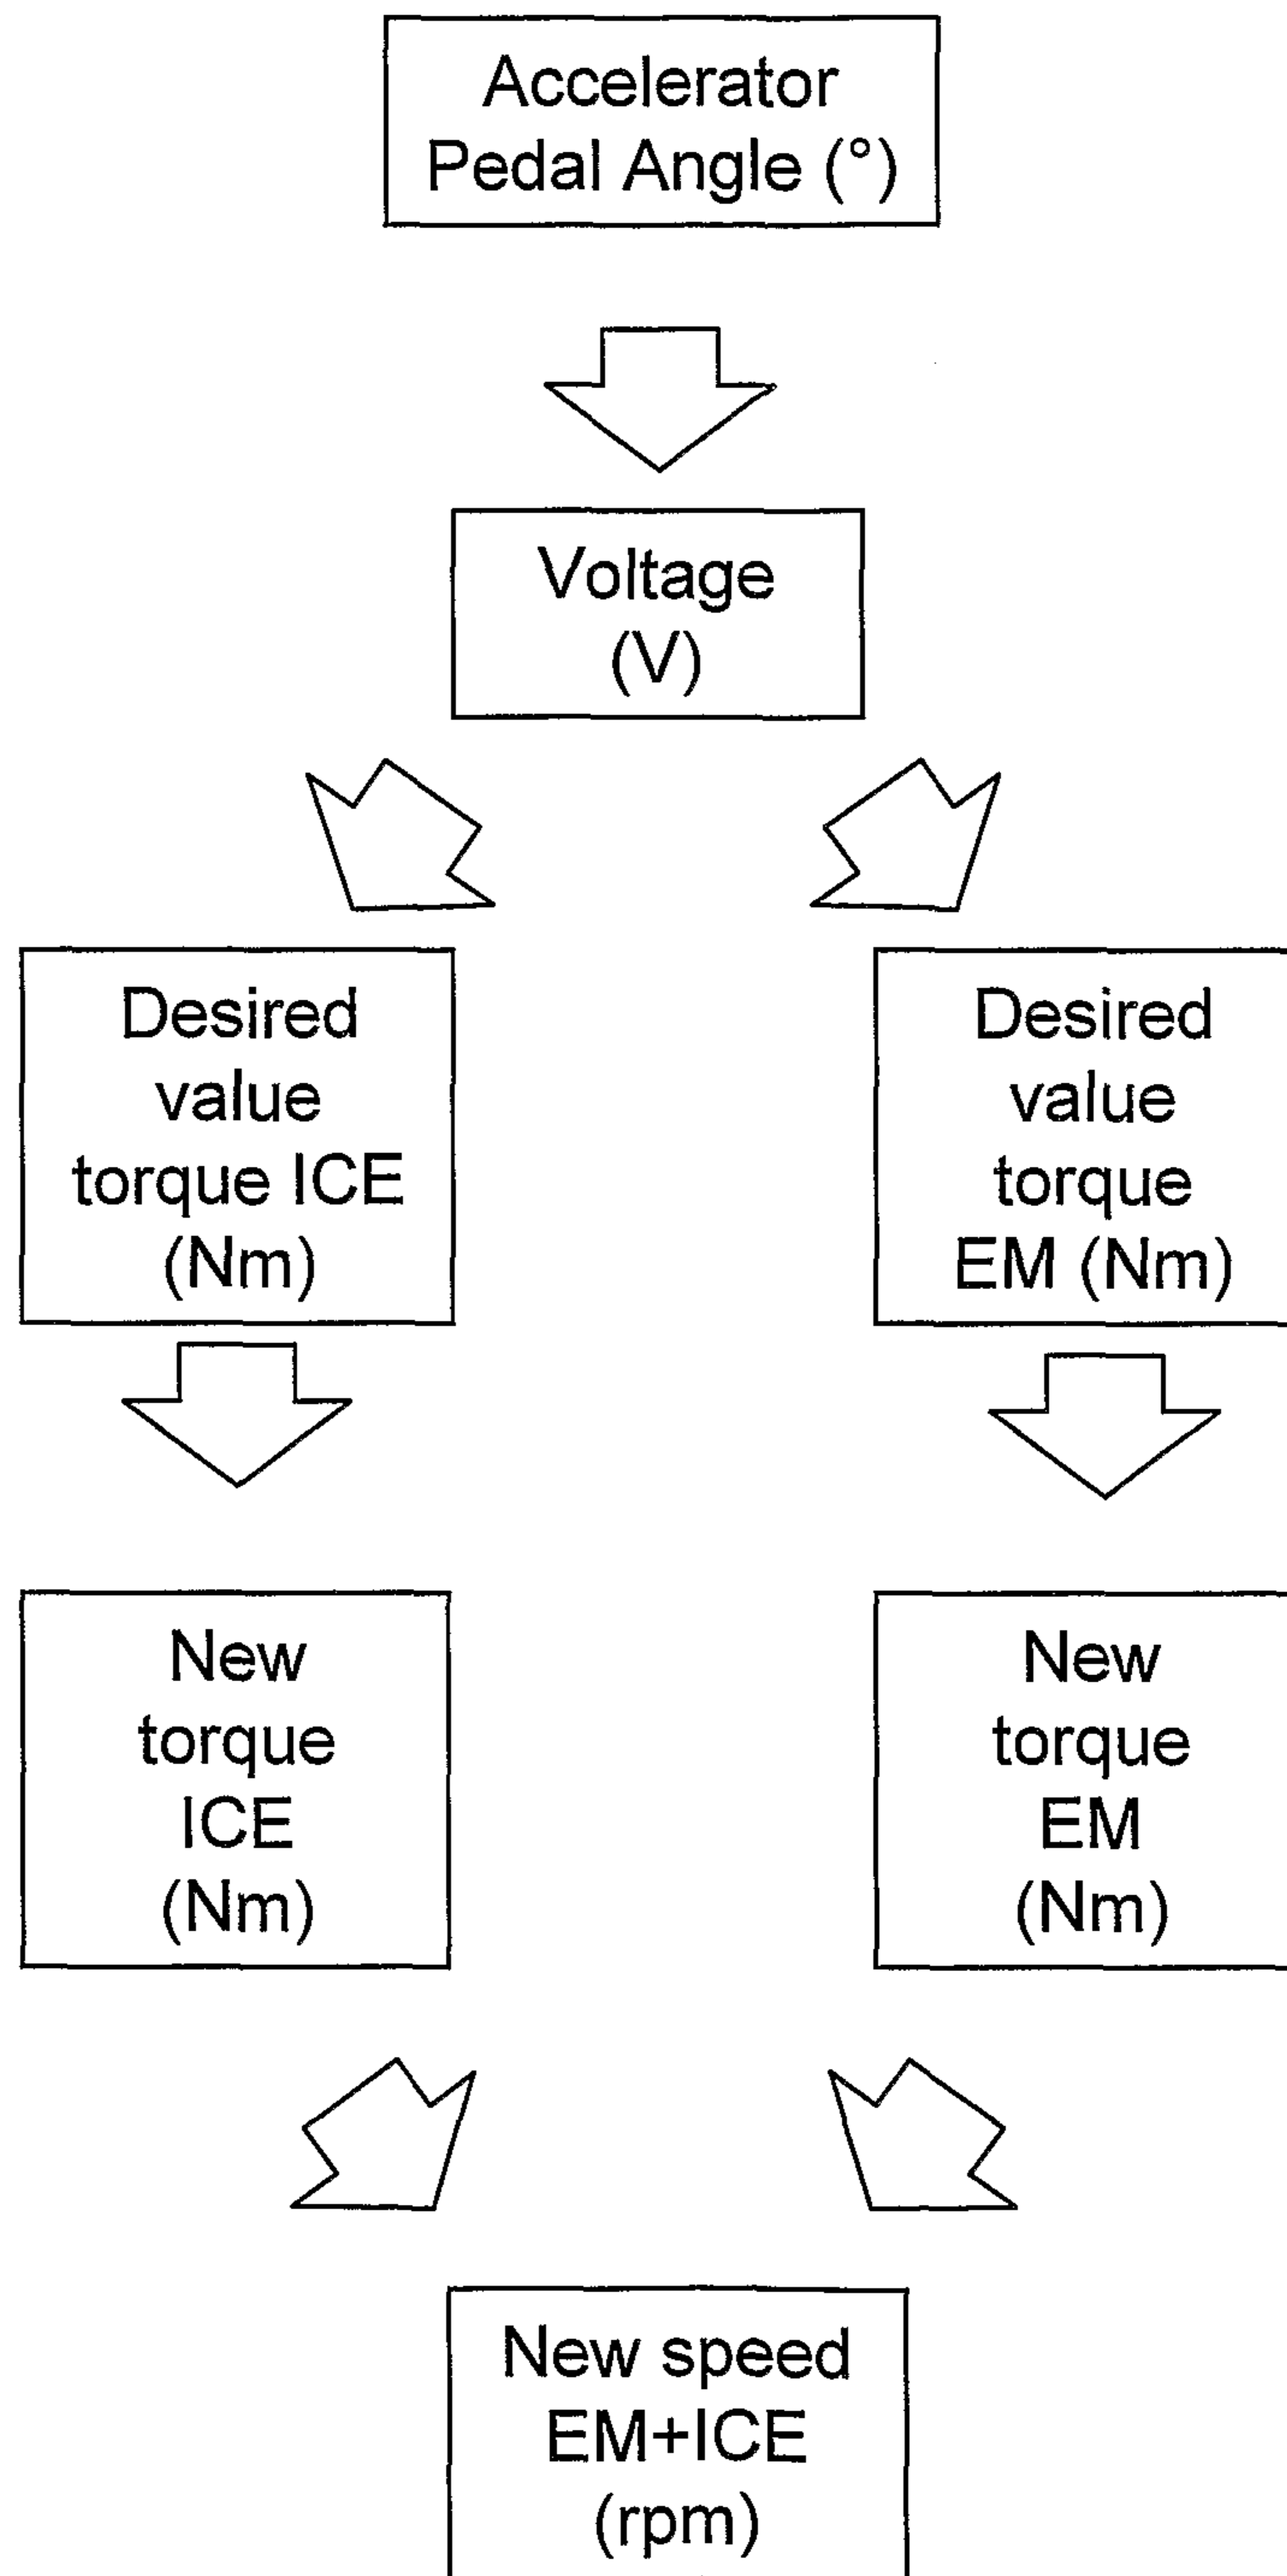 Accelerator
Pedal Angle (°)
Voltage
(V)
Desired
value
torque ICE
(Nm)
Desired
value
torque
EM (Nm)
New
torque
ICE
(Nm)
New
torque
EM
(Nm)
New speed
EM+ICE
(rpm)